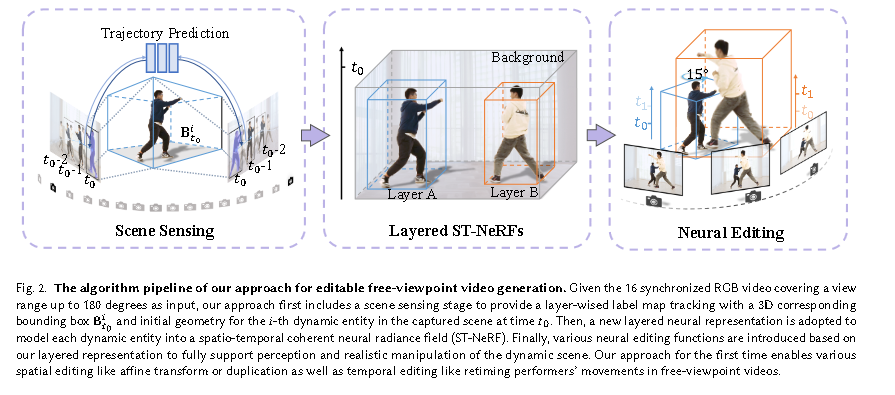 Trajectory Prediction
B^i_{t_0}
t_0-2
t_0-1
t_0
t_0-2
t_0-1
t_0
Scene Sensing
t_0
Background
Layer A
Layer B
Layered ST-NeRFs
15°
t_1
t_0
t_1
t_0
Neural Editing
Fig. 2. The algorithm pipeline of our approach for editable free-viewpoint video generation. Given the 16 synchronized RGB video covering a view
range up to 180 degrees as input, our approach first includes a scene sensing stage to provide a layer-wised label map tracking with a 3D corresponding
bounding box B^i_{t_0} and initial geometry for the i-th dynamic entity in the captured scene at time t_0. Then, a new layered neural representation is adopted to
model each dynamic entity into a spatio-temporal coherent neural radiance field (ST-NeRF). Finally, various neural editing functions are introduced based on
our layered representation to fully support perception and realistic manipulation of the dynamic scene. Our approach for the first time enables various
spatial editing like affine transform or duplication as well as temporal editing like retiming performers' movements in free-viewpoint videos.